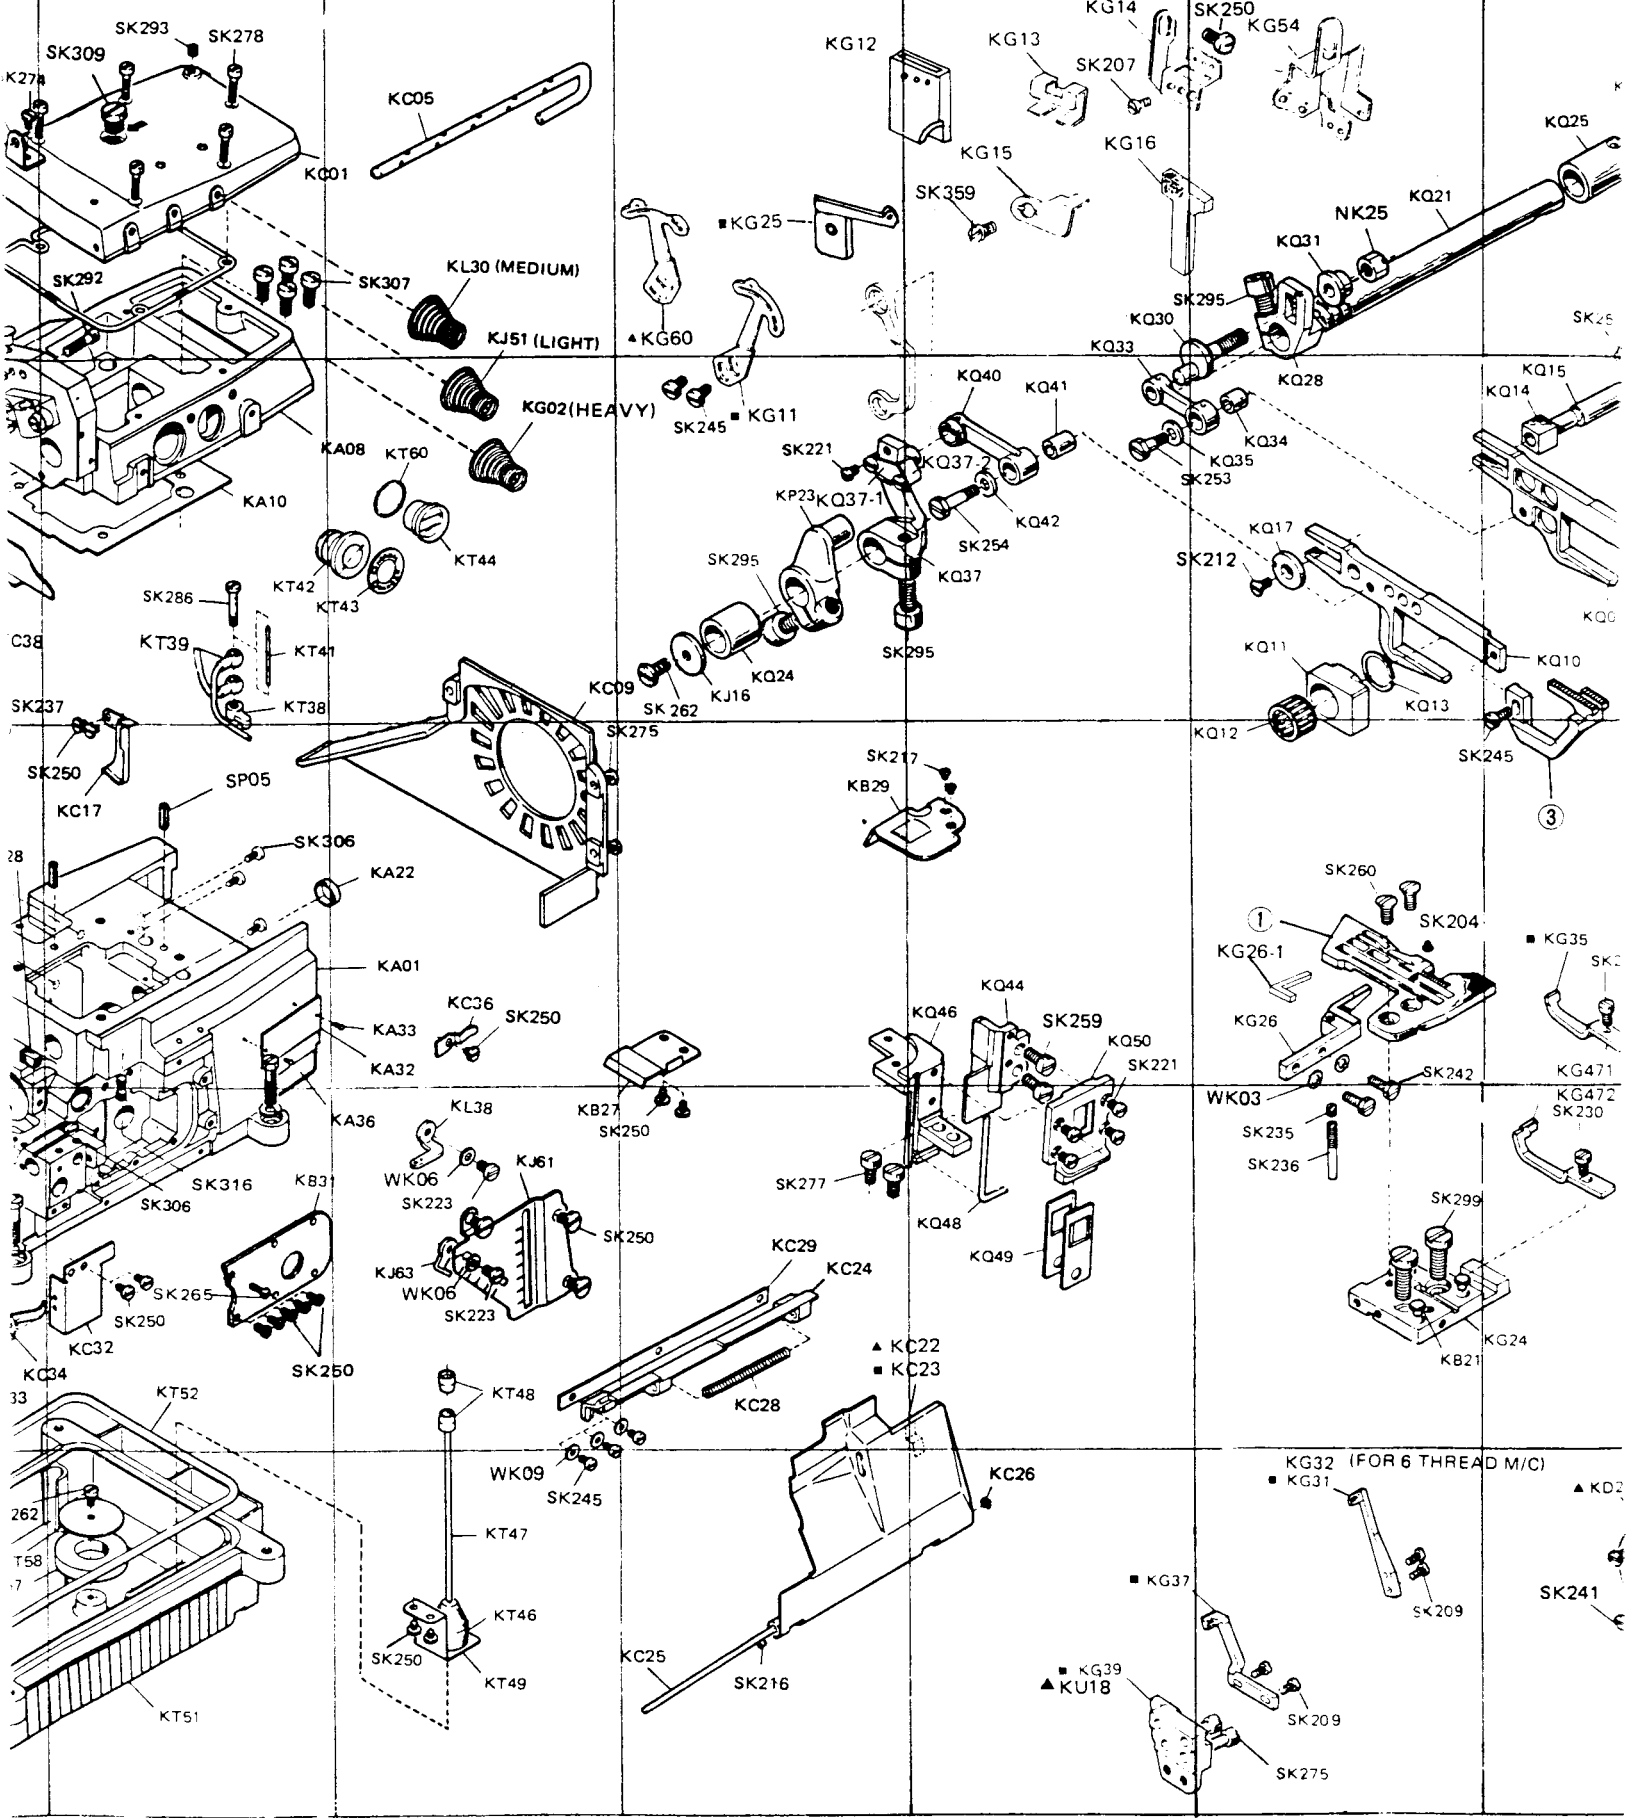 SK293
SK278
SK309
K274
KC05
KC01
KG12
KG13
KG14
SK250
KG54
SK207
KG15
KG16
SK359
KQ25
KQ21
NK25
KQ31
SK295
KQ30
KQ33
KQ28
■ KG25
▲ KG60
SK292
SK307
KL30 (MEDIUM)
KJ51 (LIGHT)
KG02 (HEAVY)
SK245
■ KG11
KA08
KA10
KT60
KT44
KT42
KT43
KQ40
KQ41
SK221
KQ37-2
KQ37-1
KP23
KQ42
SK254
KQ37
SK295
SK295
KQ34
KQ35
SK253
KQ14
KQ15
KQ17
SK212
KQ10
KQ11
KQ13
KQ12
SK245
3
SK286
C38
KT39
KT41
KT38
SK237
SK250
KC17
KC09
SK262
KJ16
KQ24
SK275
SP05
SK217
KB29
28
SK306
KA22
KA01
KA33
KA32
KA36
KC36
SK250
KB27
SK250
KQ44
KQ46
SK259
KQ50
SK221
SK277
KQ48
KQ49
SK260
1
SK204
KG26-1
KG26
■ KG35
KG471
KG472
SK230
SK242
WK03
SK235
SK236
SK299
KG24
KB21
KL38
WK06
SK223
KJ61
SK250
KJ63
WK06
SK223
SK316
SK306
KB31
SK265
SK250
SK250
KC32
KC34
33
KC29
KC24
KC28
▲ KC22
■ KC23
KT52
KT48
WK09
SK245
KC26
262
T58
KT47
KT46
SK250
KT49
KT51
KC25
SK216
KG32 (FOR 6 THREAD M/C)
■ KG31
SK209
■ KG37
SK209
■ KG39
▲ KU18
SK275
SK241